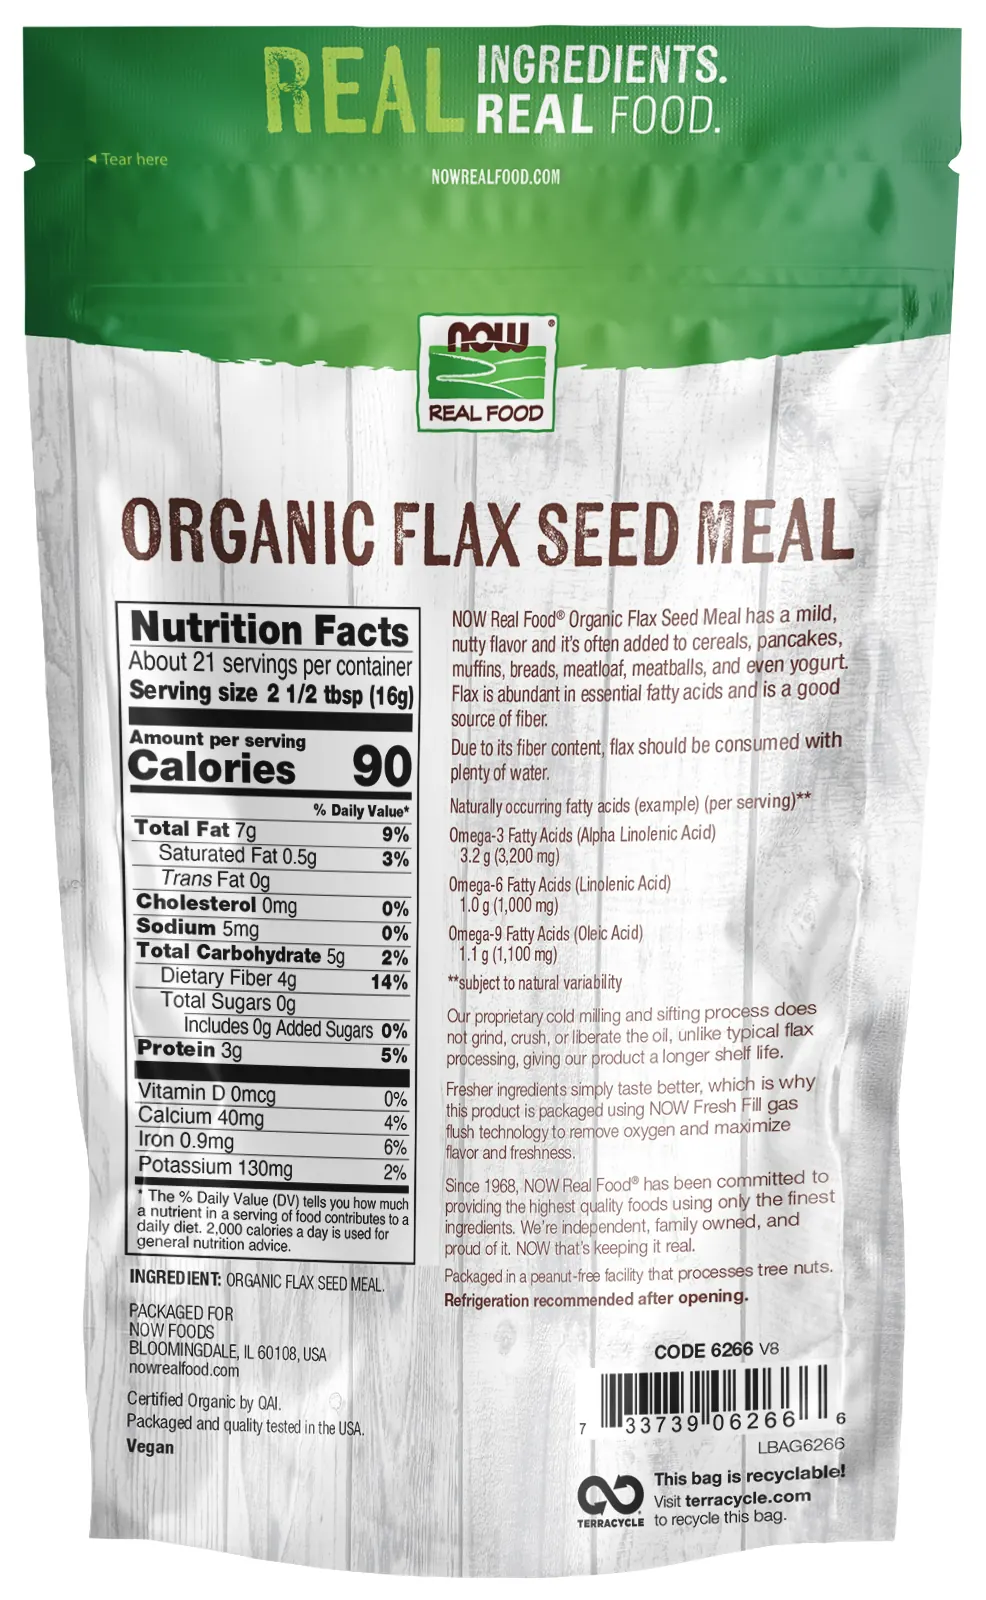 REAL INGREDIENTS.
REAL FOOD.
◄ Tear here
NOWREALFOOD.COM
NOW®
REAL FOOD
ORGANIC FLAX SEED MEAL
Nutrition Facts
About 21 servings per container
Serving size 2 1/2 tbsp (16g)
Amount per serving
Calories 90
% Daily Value*
Total Fat 7g 9%
Saturated Fat 0.5g 3%
Trans Fat 0g
Cholesterol 0mg 0%
Sodium 5mg 0%
Total Carbohydrate 5g 2%
Dietary Fiber 4g 14%
Total Sugars 0g
Includes 0g Added Sugars 0%
Protein 3g 5%
Vitamin D 0mcg 0%
Calcium 40mg 4%
Iron 0.9mg 6%
Potassium 130mg 2%
* The % Daily Value (DV) tells you how much
a nutrient in a serving of food contributes to a
daily diet. 2,000 calories a day is used for
general nutrition advice.
INGREDIENT: ORGANIC FLAX SEED MEAL.
PACKAGED FOR
NOW FOODS
BLOOMINGDALE, IL 60108, USA
nowrealfood.com
Certified Organic by QAI.
Packaged and quality tested in the USA.
Vegan
NOW Real Food® Organic Flax Seed Meal has a mild,
nutty flavor and it's often added to cereals, pancakes,
muffins, breads, meatloaf, meatballs, and even yogurt.
Flax is abundant in essential fatty acids and is a good
source of fiber.
Due to its fiber content, flax should be consumed with
plenty of water.
Naturally occurring fatty acids (example) (per serving)**
Omega-3 Fatty Acids (Alpha Linolenic Acid)
3.2 g (3,200 mg)
Omega-6 Fatty Acids (Linolenic Acid)
1.0 g (1,000 mg)
Omega-9 Fatty Acids (Oleic Acid)
1.1 g (1,100 mg)
**subject to natural variability
Our proprietary cold milling and sifting process does
not grind, crush, or liberate the oil, unlike typical flax
processing, giving our product a longer shelf life.
Fresher ingredients simply taste better, which is why
this product is packaged using NOW Fresh Fill gas
flush technology to remove oxygen and maximize
flavor and freshness.
Since 1968, NOW Real Food® has been committed to
providing the highest quality foods using only the finest
ingredients. We're independent, family owned, and
proud of it. NOW that's keeping it real.
Packaged in a peanut-free facility that processes tree nuts.
Refrigeration recommended after opening.
CODE 6266 V8
7 33739 06266 6
LBAG6266
TERRACYCLE
This bag is recyclable!
Visit terracycle.com
to recycle this bag.